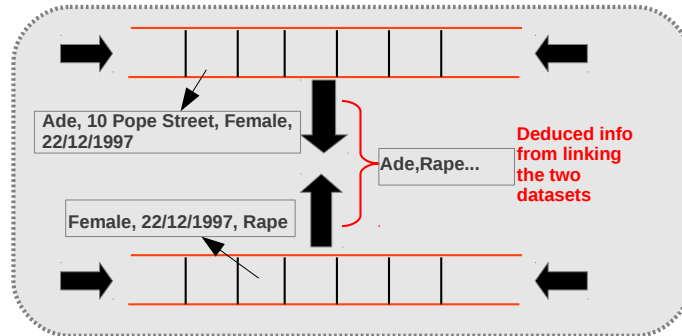 Ade, 10 Pope Street, Female,
22/12/1997
Deduced info
from linking
the two
datasets
Ade,Rape...
Female, 22/12/1997, Rape